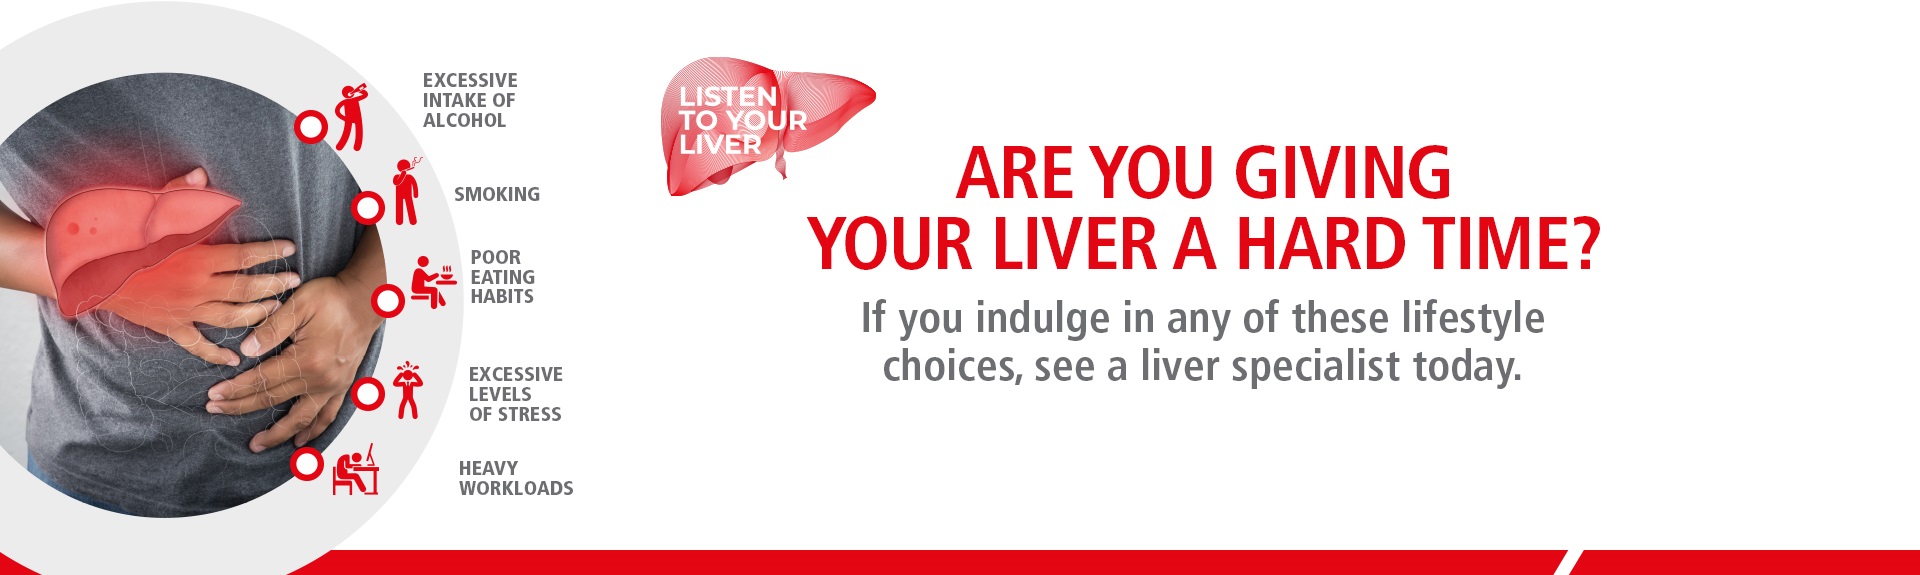 EXCESSIVE
INTAKE OF
ALCOHOL
SMOKING
POOR
EATING
HABITS
EXCESSIVE
LEVELS
OF STRESS
HEAVY
WORKLOADS
LISTEN
TO YOUR
LIVER
ARE YOU GIVING
YOUR LIVER A HARD TIME?
If you indulge in any of these lifestyle
choices, see a liver specialist today.